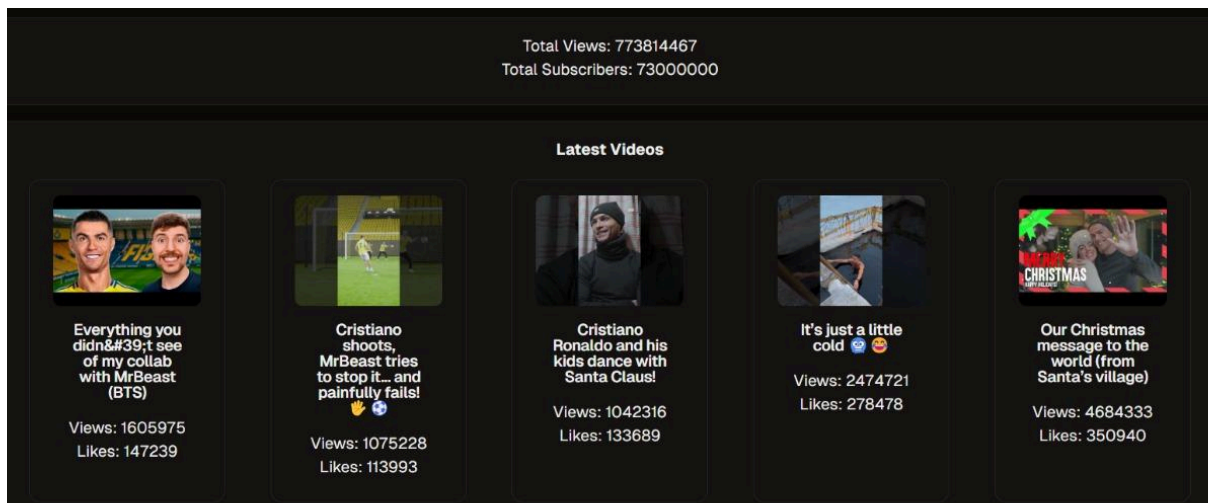 Total Views: 773814467
Total Subscribers: 73000000
Latest Videos
Everything you
didn&#39;t see
of my collab
with MrBeast
(BTS)
Views: 1605975
Likes: 147239
Cristiano
shoots,
MrBeast tries
to stop it... and
painfully fails!
🖐️ ⚽
Views: 1075228
Likes: 113993
Cristiano
Ronaldo and his
kids dance with
Santa Claus!
Views: 1042316
Likes: 133689
It's just a little
cold 🥶 😂
Views: 2474721
Likes: 278478
MERRY
CHRISTMAS
Our Christmas
message to the
world (from
Santa's village)
Views: 4684333
Likes: 350940